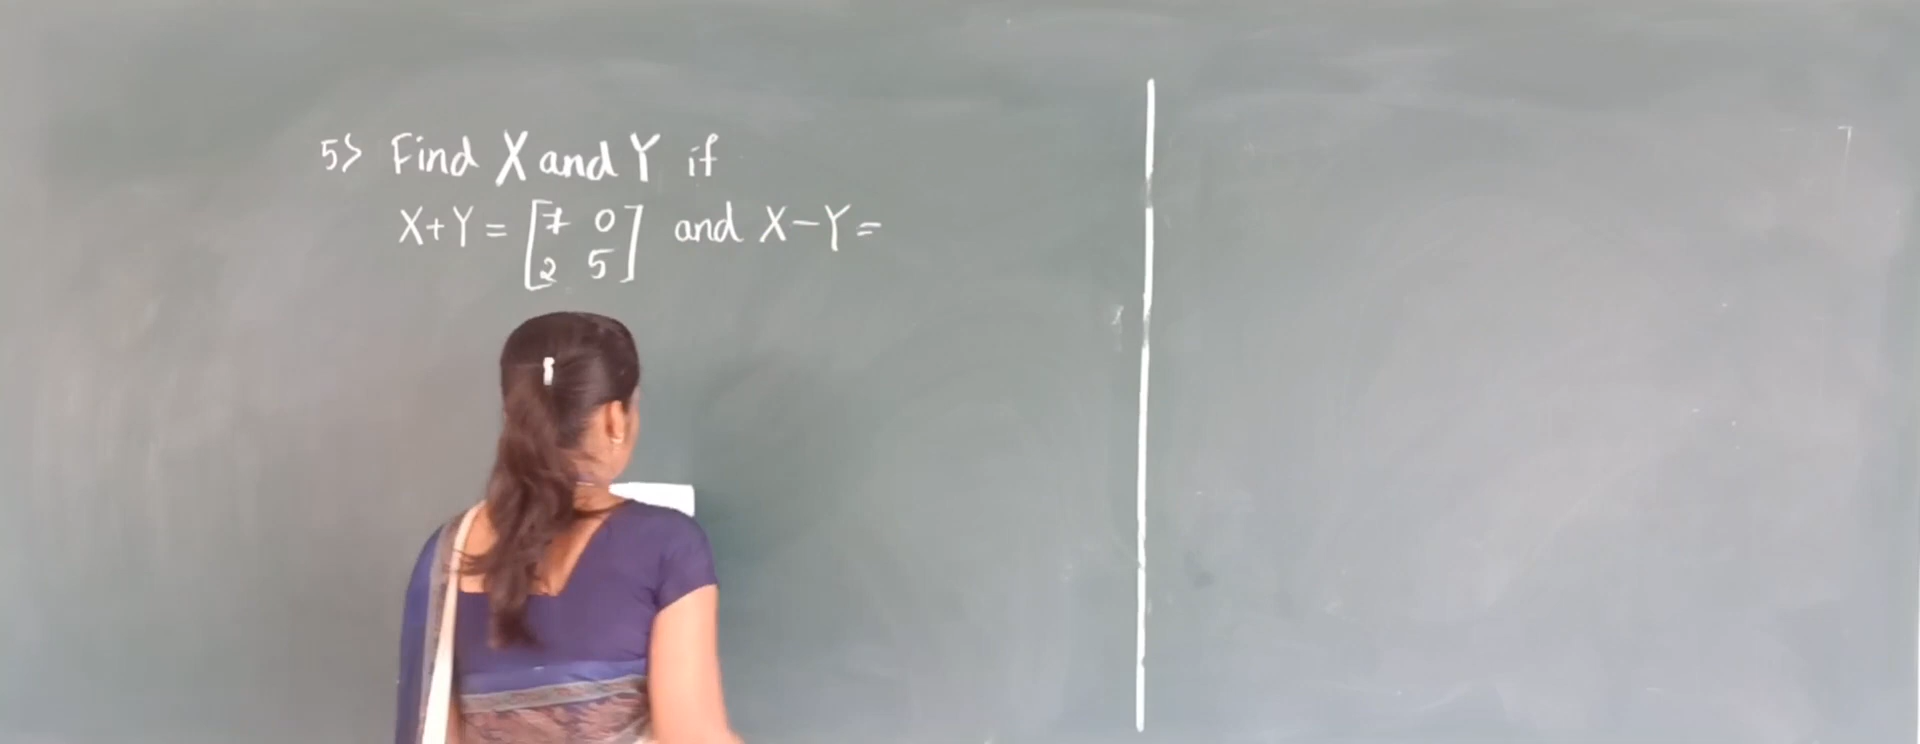 5> Find X and Y if
X+Y = [7 0 and X-Y =
2 5]